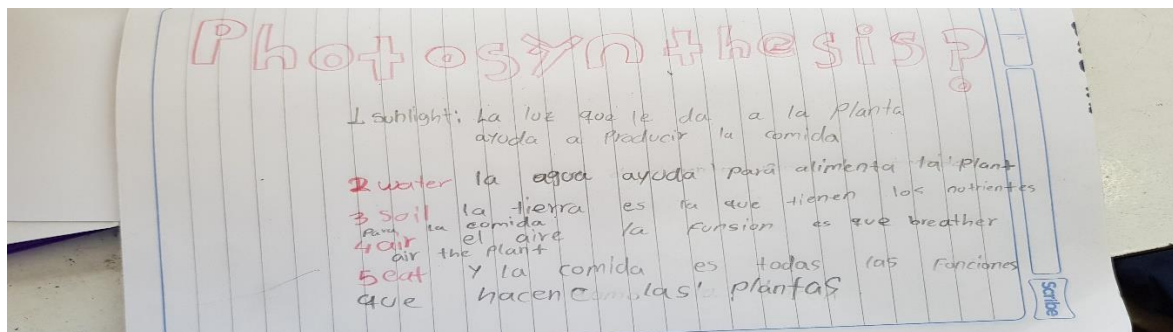 Photosynthesis?
1 sunlight: La luz que le da a la Planta
ayuda a Producir la comida
2 water la agua ayuda para alimenta la plant
3 soil la tierra es la que tienen los nutrientes
Para la comida
4 air el aire la Funsion es que breather
air the plant
5 eat y la comida es todas las Funciones
que hacen las plantas
Scribe